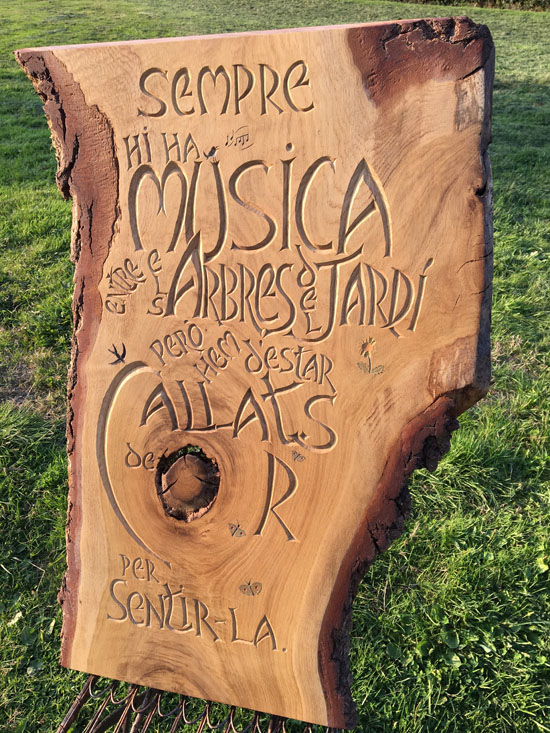 SEMPRE
HI HA
MÚSICA
entre els ARBRES del JARDÍ
però hem d'estar
CALLATS
de COR
PER
SENTIR-LA.